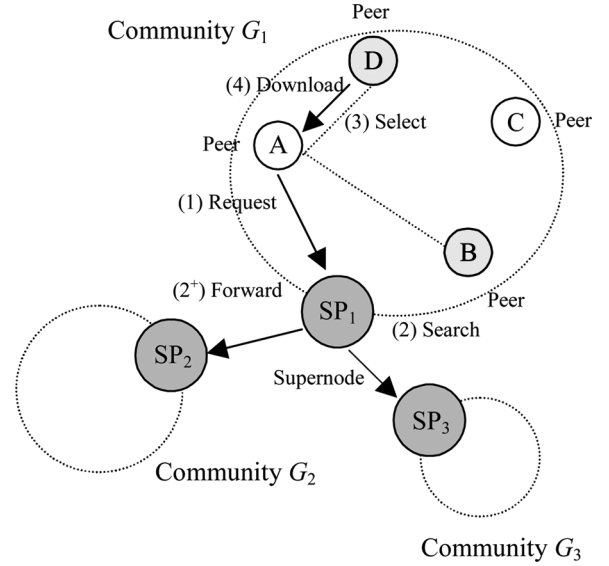 Peer
Community G₁
D
(4) Download
(3) Select
C
Peer
Peer
A
(1) Request
B
Peer
(2⁺) Forward
SP₁
(2) Search
SP₂
Supernode
SP₃
Community G₂
Community G₃